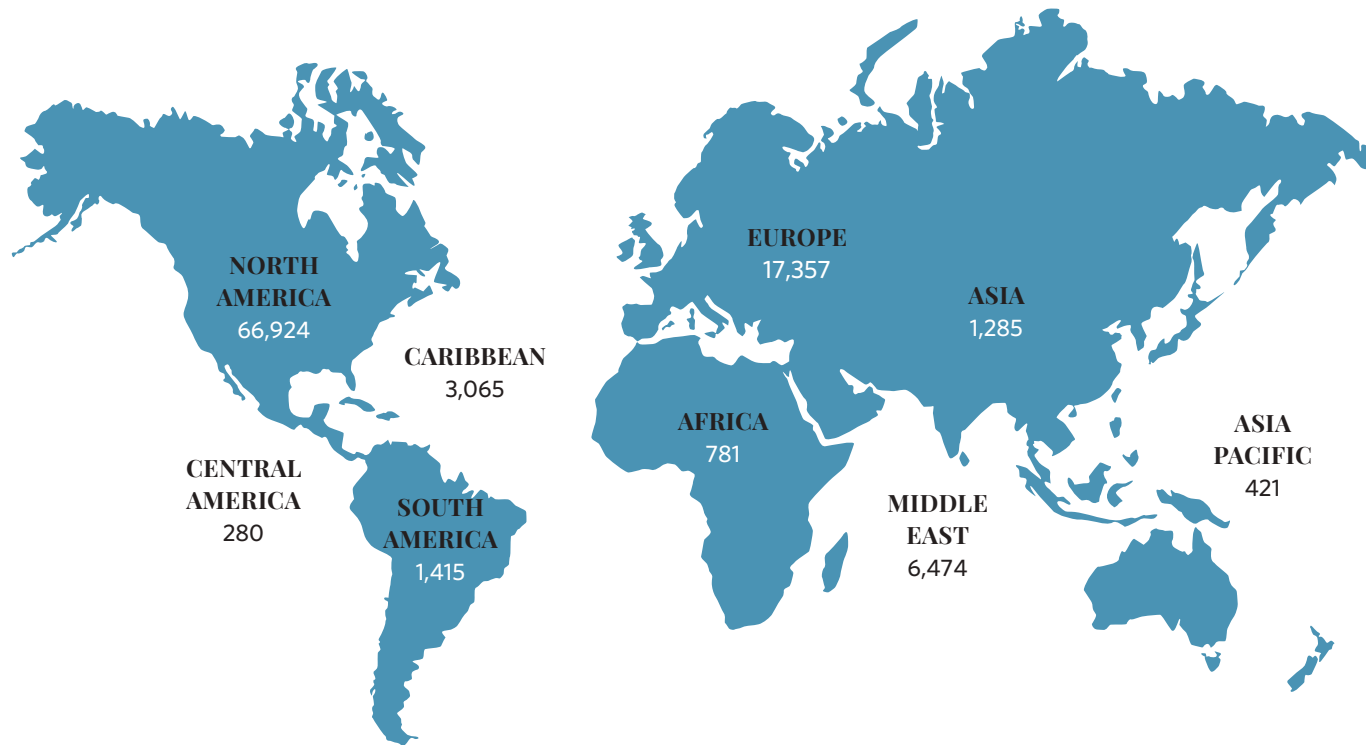 NORTH
AMERICA
66,924
CARIBBEAN
3,065
CENTRAL
AMERICA
280
SOUTH
AMERICA
1,415
EUROPE
17,357
ASIA
1,285
AFRICA
781
MIDDLE
EAST
6,474
ASIA
PACIFIC
421